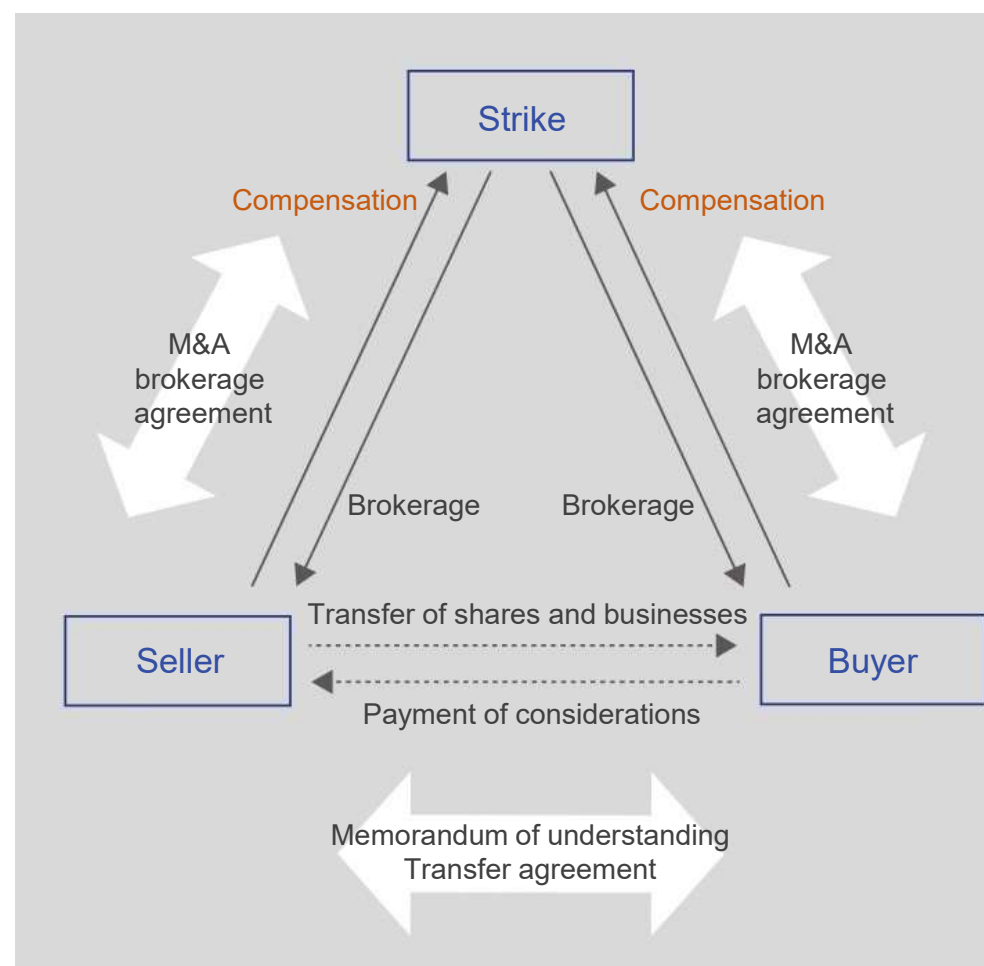 Strike
Compensation
Compensation
M&A
brokerage
agreement
M&A
brokerage
agreement
Brokerage
Brokerage
Transfer of shares and businesses
Seller
Buyer
Payment of considerations
Memorandum of understanding
Transfer agreement